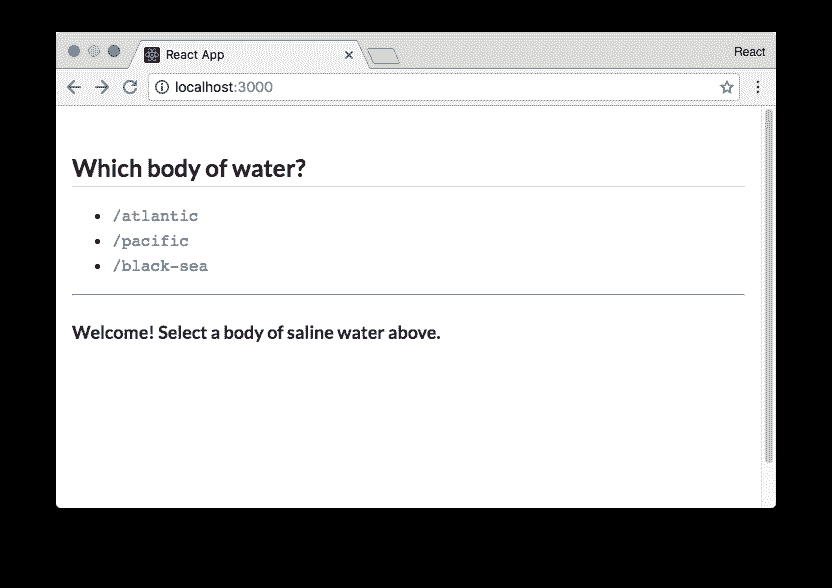 React App
React
localhost:3000
Which body of water?
/atlantic
/pacific
/black-sea
Welcome! Select a body of saline water above.